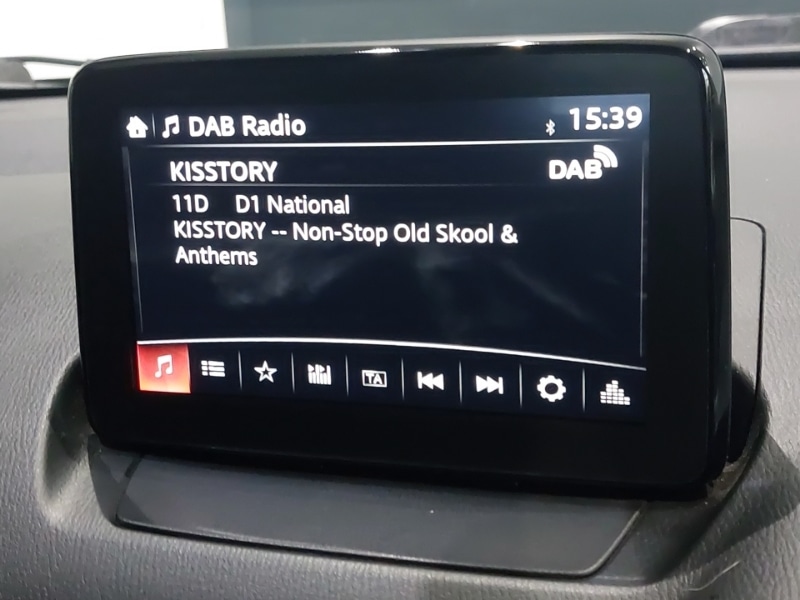 DAB Radio 15:39
KISSTORY DAB
11D D1 National
KISSTORY -- Non-Stop Old Skool &
Anthems
TA